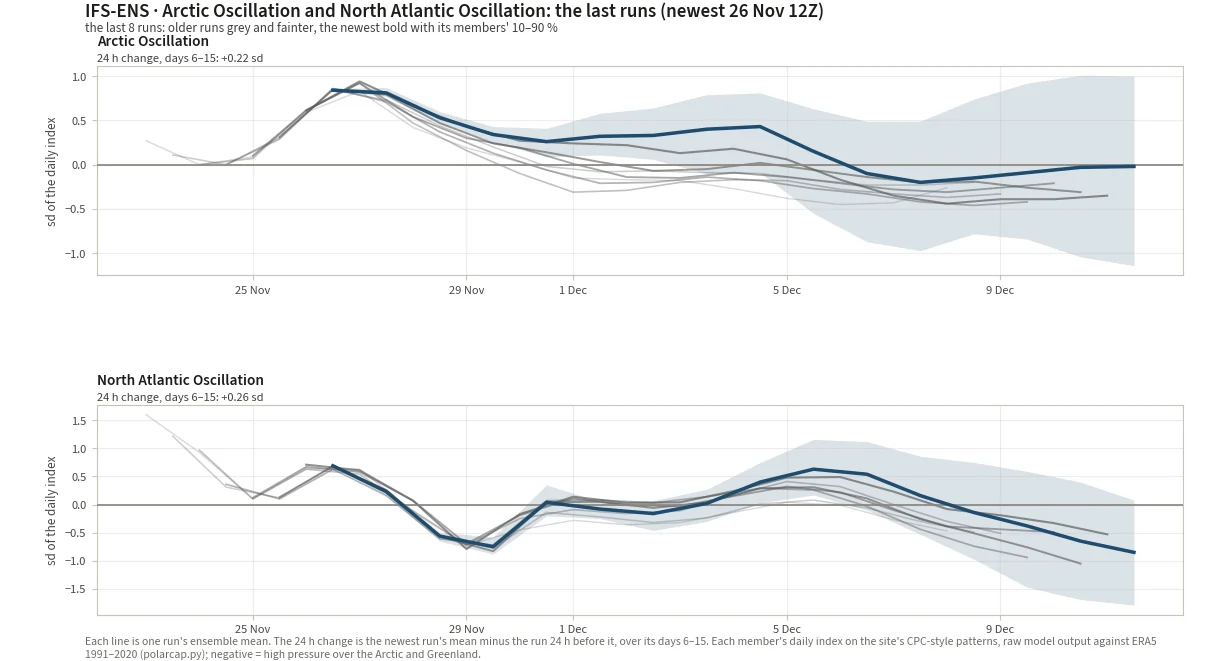 IFS-ENS · Arctic Oscillation and North Atlantic Oscillation: the last runs (newest 26 Nov 12Z)
the last 8 runs: older runs grey and fainter, the newest bold with its members' 10–90 %
Arctic Oscillation
24 h change, days 6–15: +0.22 sd
1.0
0.5
0.0
−0.5
−1.0
sd of the daily index
25 Nov
29 Nov
1 Dec
5 Dec
9 Dec
North Atlantic Oscillation
24 h change, days 6–15: +0.26 sd
1.5
1.0
0.5
0.0
−0.5
−1.0
−1.5
sd of the daily index
25 Nov
29 Nov
1 Dec
5 Dec
9 Dec
Each line is one run's ensemble mean. The 24 h change is the newest run's mean minus the run 24 h before it, over its days 6–15. Each member's daily index on the site's CPC-style patterns, raw model output against ERA5
1991–2020 (polarcap.py); negative = high pressure over the Arctic and Greenland.